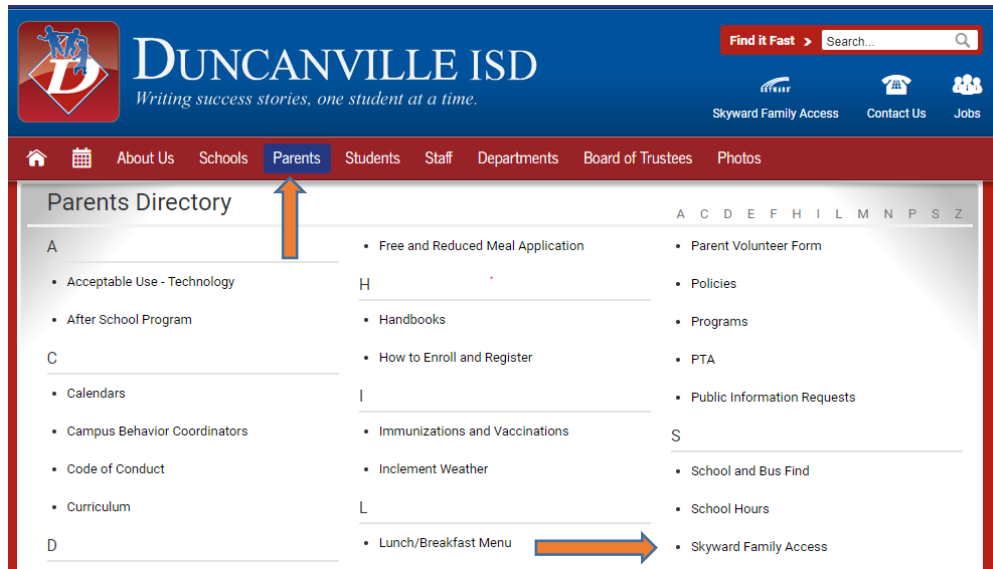 DUNCANVILLE ISD
Writing success stories, one student at a time.
Find it Fast > Search...
Skyward Family Access
Contact Us
Jobs
About Us Schools Parents Students Staff Departments Board of Trustees Photos
Parents Directory
A C D E F H I L M N P S Z
A
• Acceptable Use - Technology
• After School Program
C
• Calendars
• Campus Behavior Coordinators
• Code of Conduct
• Curriculum
D
• Free and Reduced Meal Application
H
• Handbooks
• How to Enroll and Register
I
• Immunizations and Vaccinations
• Inclement Weather
L
• Lunch/Breakfast Menu
• Parent Volunteer Form
• Policies
• Programs
• PTA
• Public Information Requests
S
• School and Bus Find
• School Hours
• Skyward Family Access